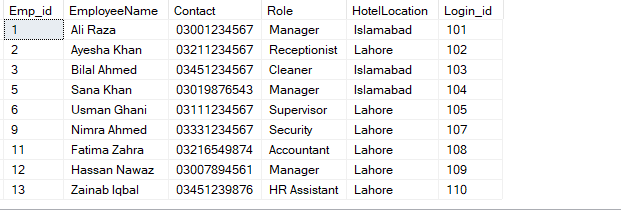 Emp_id EmployeeName Contact Role HotelLocation Login_id
1 Ali Raza 03001234567 Manager Islamabad 101
2 Ayesha Khan 03211234567 Receptionist Lahore 102
3 Bilal Ahmed 03451234567 Cleaner Islamabad 103
5 Sana Khan 03019876543 Manager Islamabad 104
6 Usman Ghani 03111234567 Supervisor Lahore 105
9 Nimra Ahmed 03331234567 Security Lahore 107
11 Fatima Zahra 03216549874 Accountant Lahore 108
12 Hassan Nawaz 03007894561 Manager Lahore 109
13 Zainab Iqbal 03451239876 HR Assistant Lahore 110